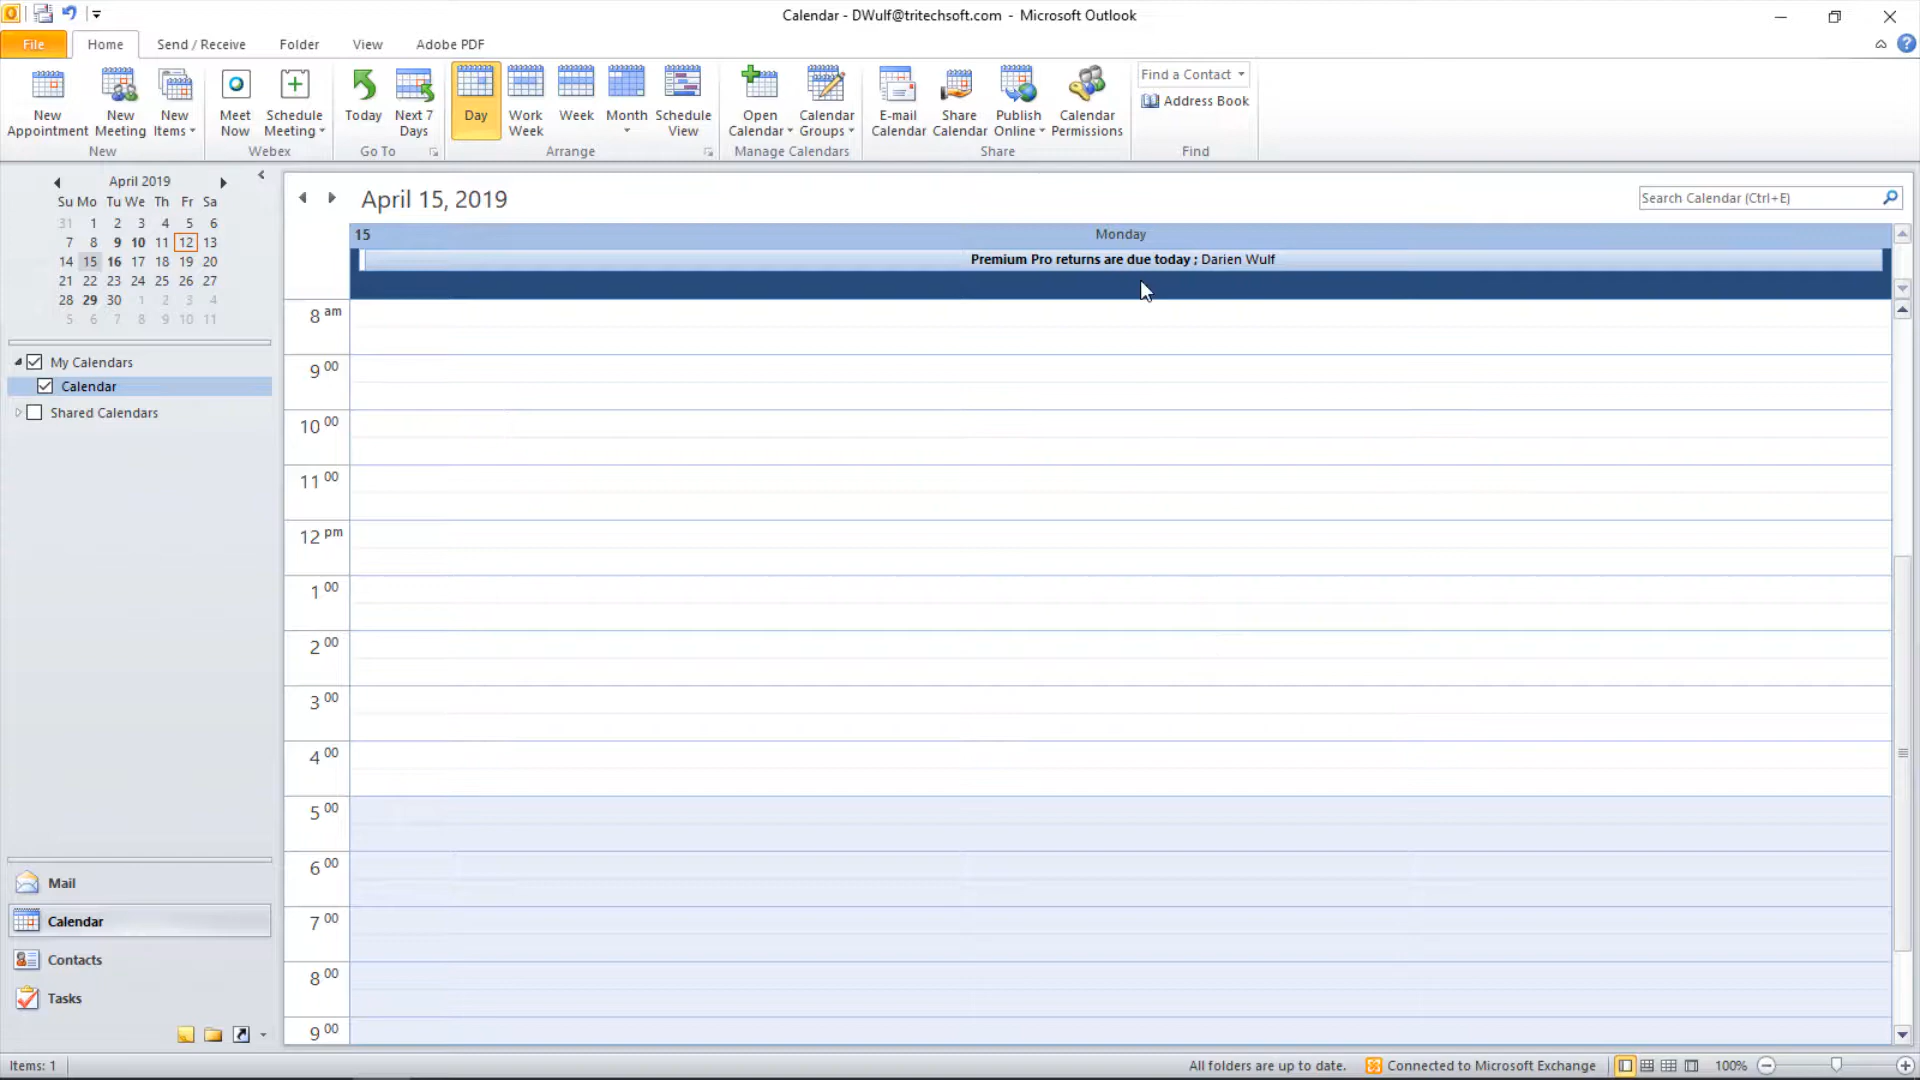 Calendar - DWulf@tritechsoft.com - Microsoft Outlook
File Home Send / Receive Folder View Adobe PDF
New Appointment
New Meeting
New Items
New
Meet Now
Schedule Meeting
Webex
Today
Next 7 Days
Go To
Day
Work Week
Week
Month
Schedule View
Arrange
Open Calendar
Calendar Groups
Manage Calendars
E-mail Calendar
Share Calendar
Publish Online
Calendar Permissions
Share
Find a Contact
Address Book
Find
April 2019
Su Mo Tu We Th Fr Sa
31 1 2 3 4 5 6
7 8 9 10 11 12 13
14 15 16 17 18 19 20
21 22 23 24 25 26 27
28 29 30 1 2 3 4
5 6 7 8 9 10 11
My Calendars
Calendar
Shared Calendars
Mail
Calendar
Contacts
Tasks
April 15, 2019
Search Calendar (Ctrl+E)
15 Monday
Premium Pro returns are due today ; Darien Wulf
8 am
9 00
10 00
11 00
12 pm
1 00
2 00
3 00
4 00
5 00
6 00
7 00
8 00
9 00
Items: 1
All folders are up to date. Connected to Microsoft Exchange 100%